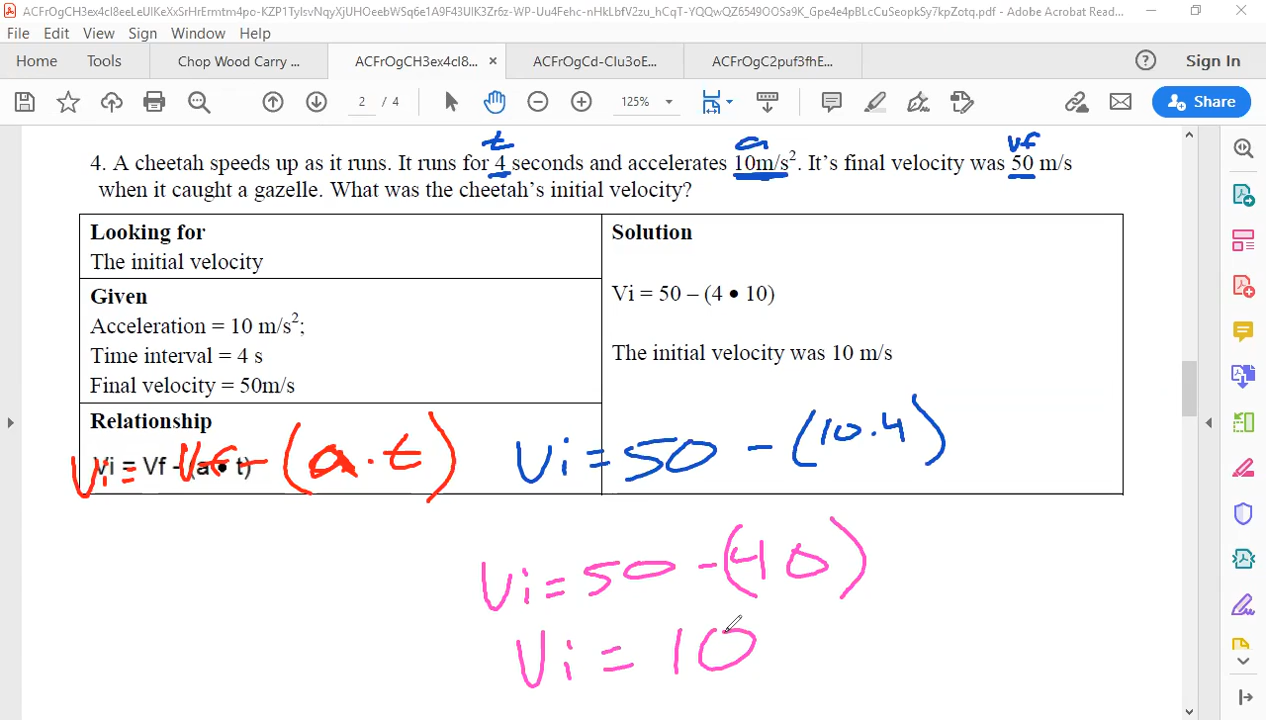 ACFrOgCH3ex4cl8eeLeUlKeXxSrHrErmtm4p8fbVpDG-KZP1TylsvNqyXjUHOeebWSq6e1A9F43UlK3Zr6z-WP-Uu4Fehc-nHkLbfV2zu_hCqT-YQQwQZ6549OOSa9K_Gpe4e4pBLcCuSeopkSy7kpZotq.pdf - Adobe Acrobat Read...
File Edit View Sign Window Help
Home Tools Chop Wood Carry ... ACFrOgCH3ex4cl8... × ACFrOgCd-CIu3oE... ACFrOgC2puf3fhE... Sign In
2 / 4 125% Share
t a vf
4. A cheetah speeds up as it runs. It runs for 4 seconds and accelerates 10m/s². It's final velocity was 50 m/s
when it caught a gazelle. What was the cheetah's initial velocity?
Looking for
The initial velocity
Given
Acceleration = 10 m/s²;
Time interval = 4 s
Final velocity = 50m/s
Relationship
Vi = Vf - (a • t)
Vi = Vf - (a · t)
Solution
Vi = 50 – (4 • 10)
The initial velocity was 10 m/s
Vi = 50 - (10 . 4)
Vi = 50 - (40)
Vi = 10